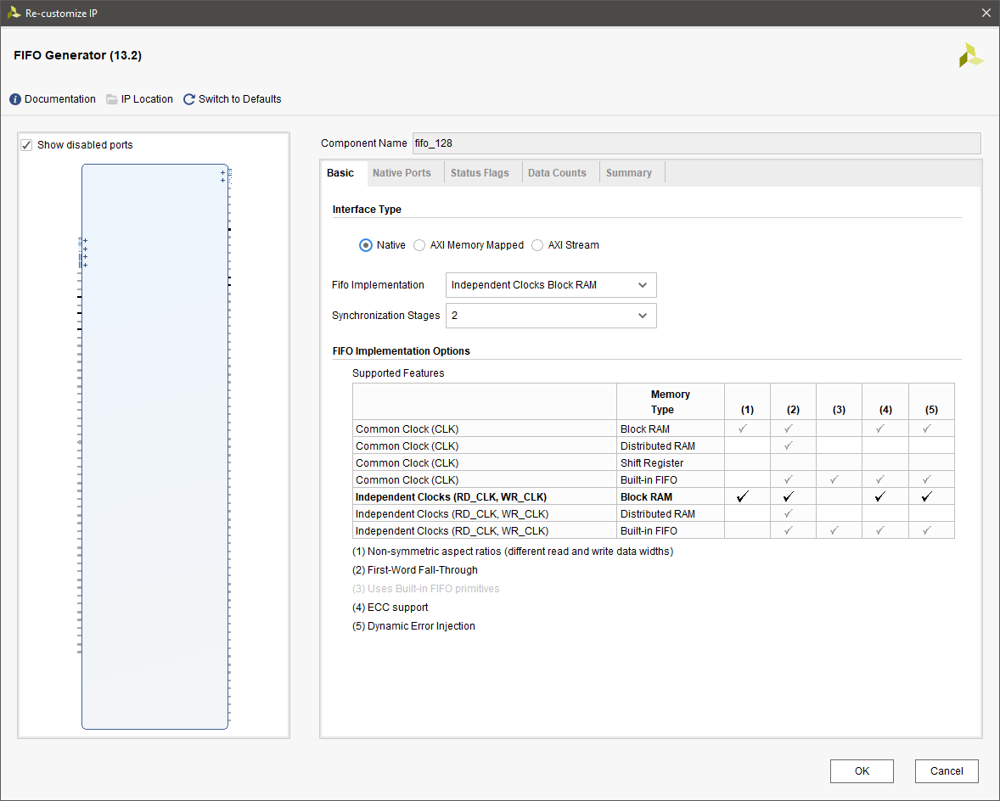 Re-customize IP
FIFO Generator (13.2)
Documentation IP Location Switch to Defaults
Show disabled ports
Component Name fifo_128
Basic Native Ports Status Flags Data Counts Summary
Interface Type
Native AXI Memory Mapped AXI Stream
Fifo Implementation Independent Clocks Block RAM
Synchronization Stages 2
FIFO Implementation Options
Supported Features
Memory Type (1) (2) (3) (4) (5)
Common Clock (CLK) Block RAM ✓ ✓ ✓ ✓
Common Clock (CLK) Distributed RAM ✓
Common Clock (CLK) Shift Register
Common Clock (CLK) Built-in FIFO ✓ ✓ ✓ ✓
Independent Clocks (RD_CLK, WR_CLK) Block RAM ✓ ✓ ✓ ✓
Independent Clocks (RD_CLK, WR_CLK) Distributed RAM ✓
Independent Clocks (RD_CLK, WR_CLK) Built-in FIFO ✓ ✓ ✓ ✓
(1) Non-symmetric aspect ratios (different read and write data widths)
(2) First-Word Fall-Through
(3) Uses Built-in FIFO primitives
(4) ECC support
(5) Dynamic Error Injection
OK Cancel